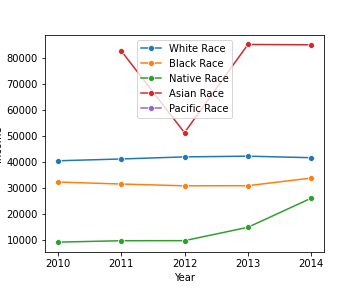 White Race
Black Race
Native Race
Asian Race
Pacific Race
80000
70000
60000
50000
40000
30000
20000
10000
2010 2011 2012 2013 2014
Year